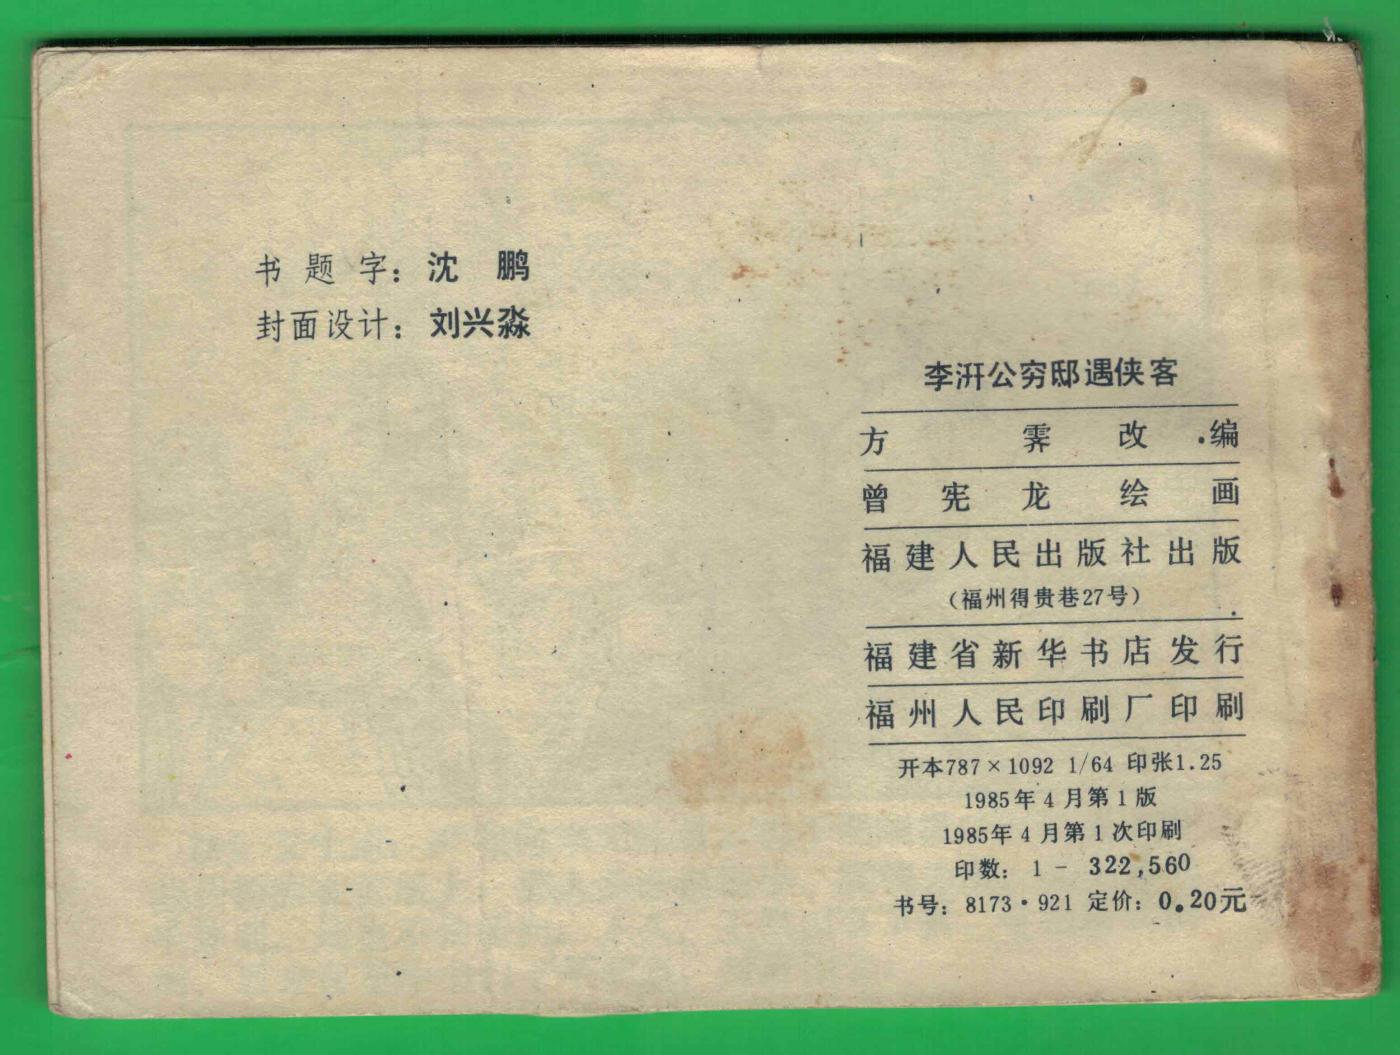 书题字：沈鹏
封面设计：刘兴淼
李汧公穷邸遇侠客
方霁改编
曾宪龙绘画
福建人民出版社出版
（福州得贵巷27号）
福建省新华书店发行
福州人民印刷厂印刷
开本787×1092 1/64 印张1.25
1985年4月第1版
1985年4月第1次印刷
印数：1－322,560
书号：8173·921 定价：0.20元